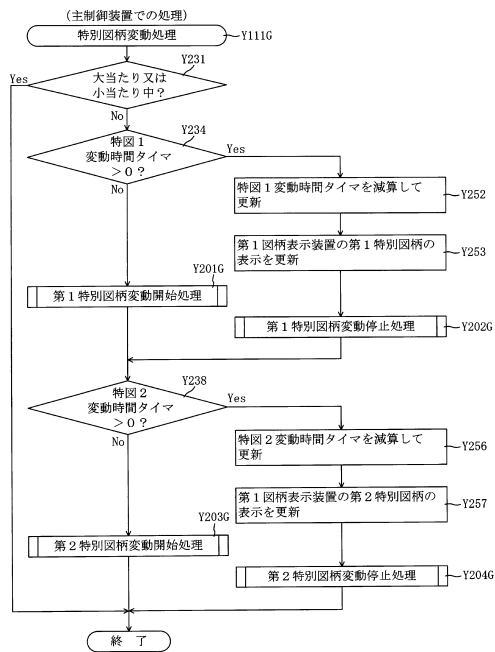 (主制御装置での処理)
特別図柄変動処理
Y111G
Y231
大当たり又は
小当たり中?
Yes
No
Y234
特図1
変動時間タイマ
>0?
Yes
No
特図1変動時間タイマを減算して
更新
Y252
第1図柄表示装置の第1特別図柄の
表示を更新
Y253
Y201G
第1特別図柄変動開始処理
第1特別図柄変動停止処理
Y202G
Y238
特図2
変動時間タイマ
>0?
Yes
No
特図2変動時間タイマを減算して
更新
Y256
第1図柄表示装置の第2特別図柄の
表示を更新
Y257
Y203G
第2特別図柄変動開始処理
第2特別図柄変動停止処理
Y204G
終 了